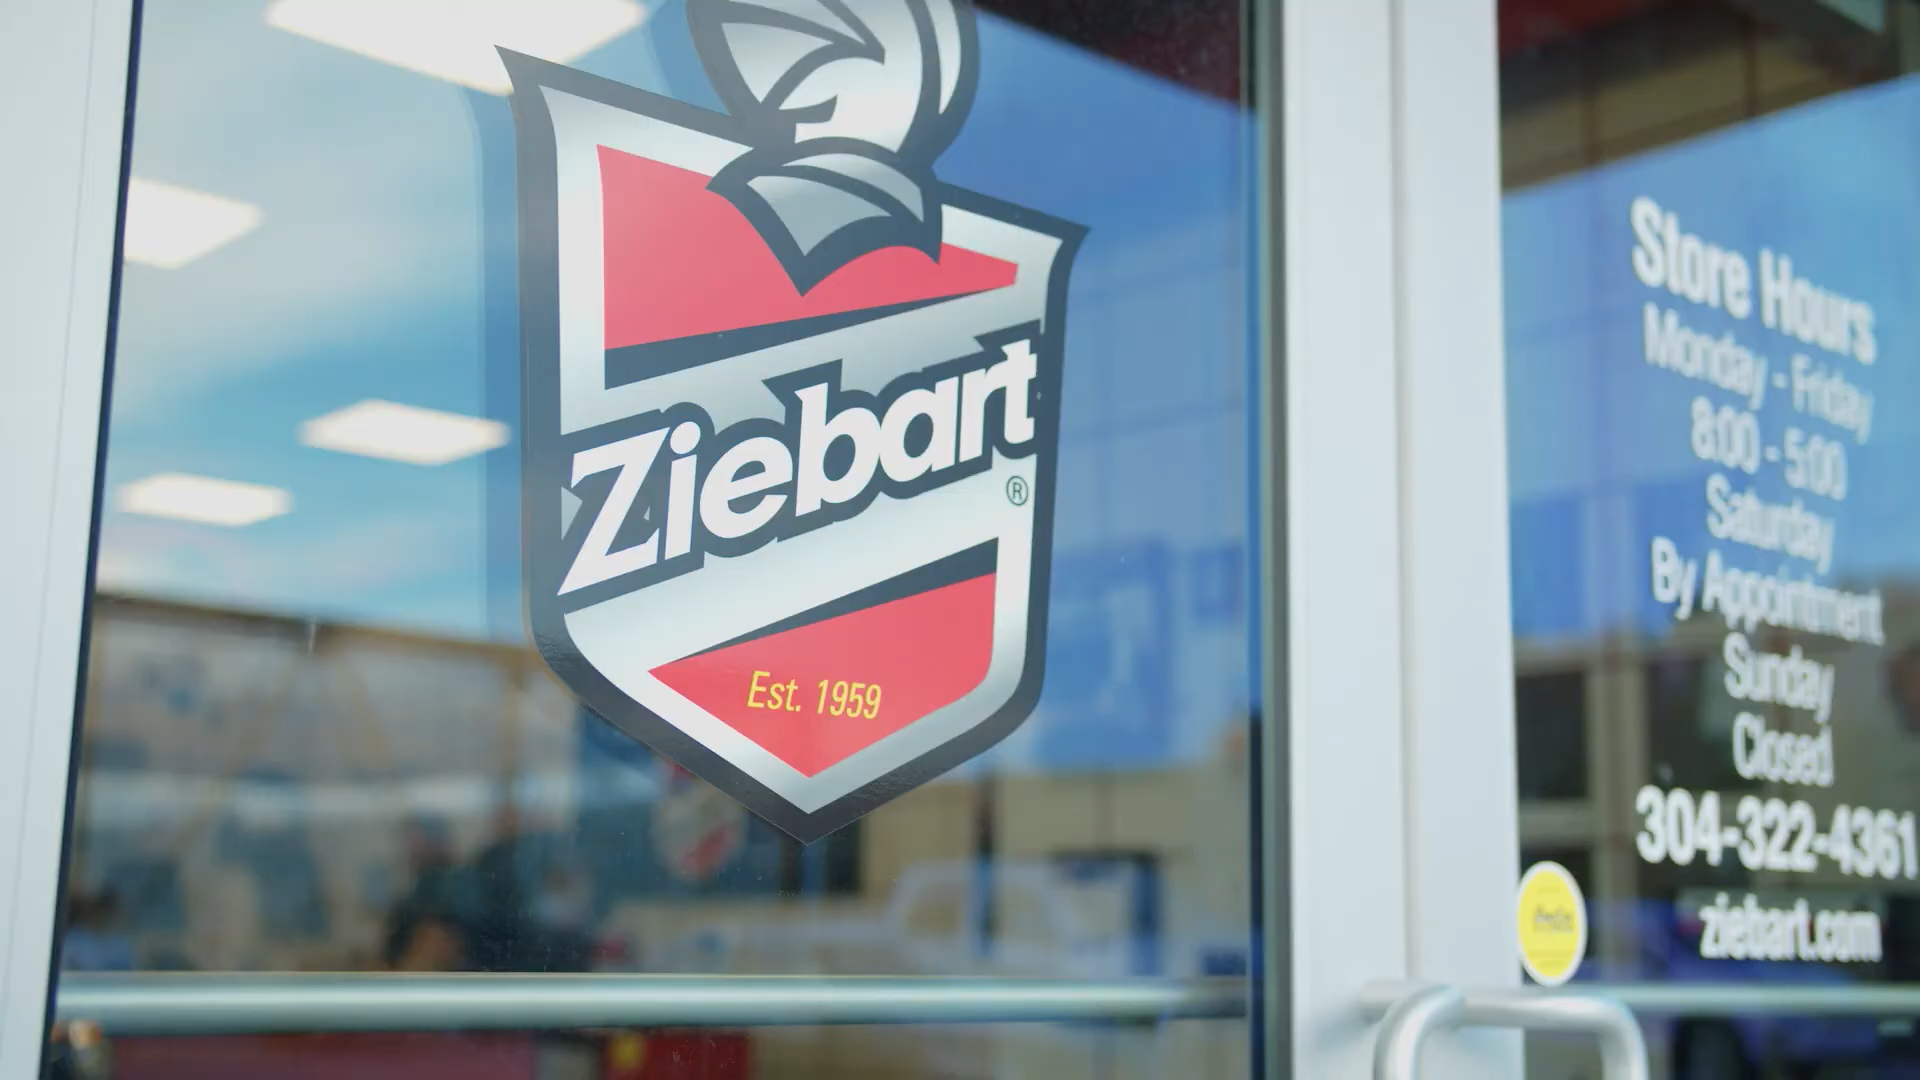 Ziebart
®
Est. 1959
Store Hours
Monday - Friday
8:00 - 5:00
Saturday
By Appointment
Sunday
Closed
304-322-4361
ziebart.com